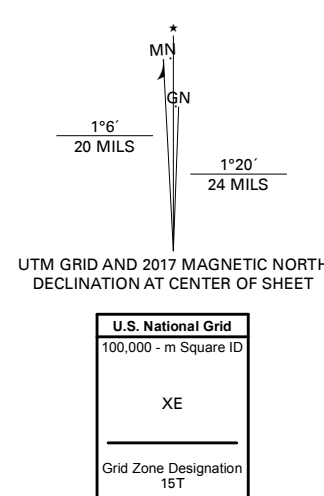 ★
MN
GN
1°6´
20 MILS
1°20´
24 MILS
UTM GRID AND 2017 MAGNETIC NORTH
DECLINATION AT CENTER OF SHEET
U.S. National Grid
100,000 - m Square ID
XE
Grid Zone Designation
15T